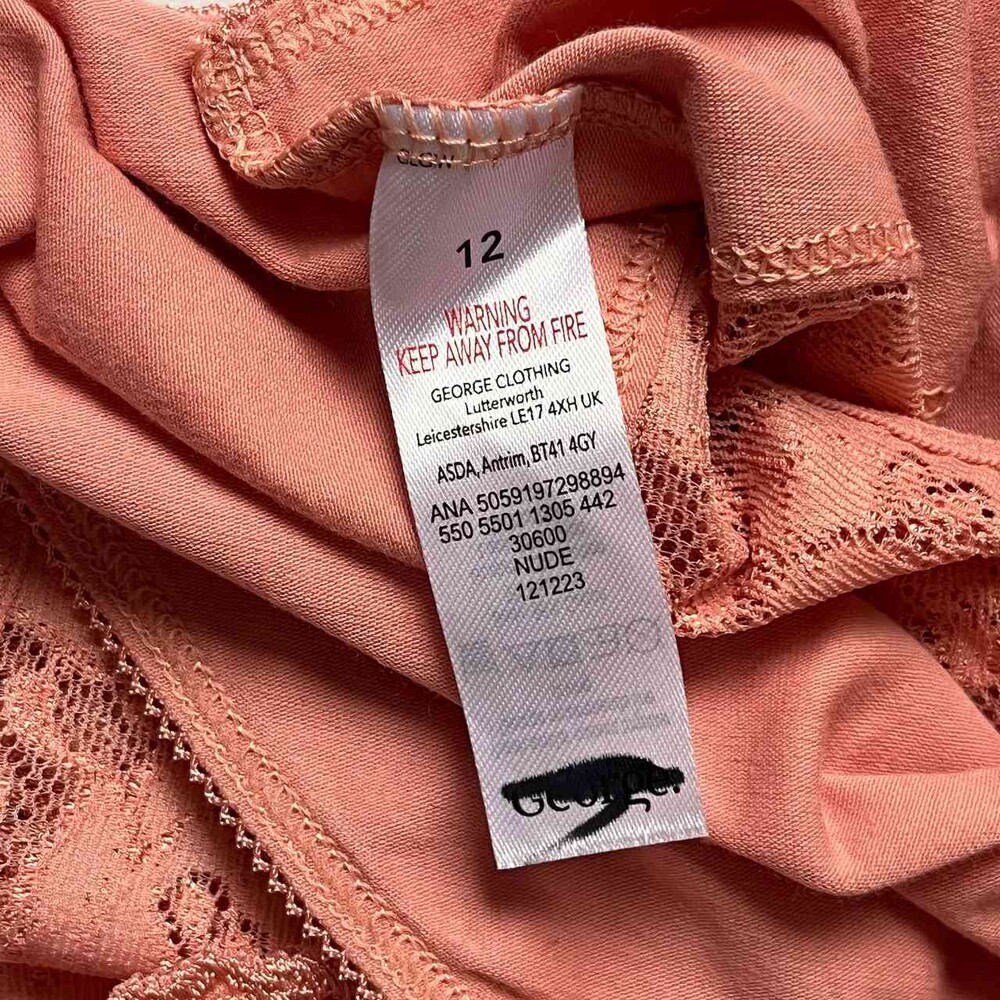 12
WARNING
KEEP AWAY FROM FIRE
GEORGE CLOTHING
Lutterworth
Leicestershire LE17 4XH UK
ASDA, Antrim, BT41 4GY
ANA 5059197298894
550 5501 1305 442
30600
NUDE
121223
George.